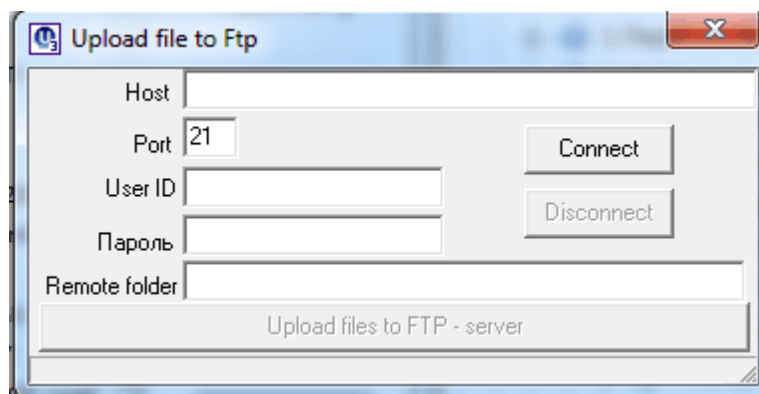 Upload file to Ftp
Host
Port 21
Connect
User ID
Disconnect
Пароль
Remote folder
Upload files to FTP - server